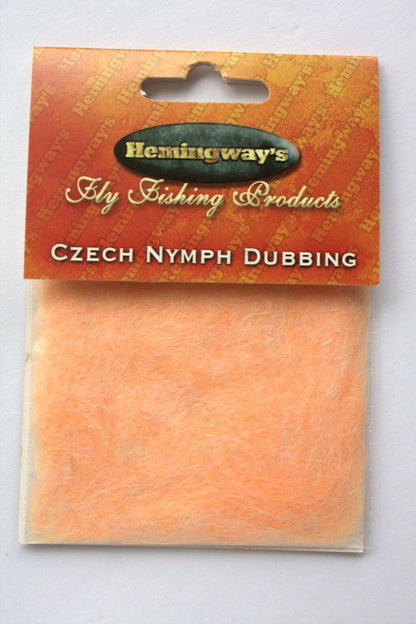 Hemingway's
Fly Fishing Products
CZECH NYMPH DUBBING